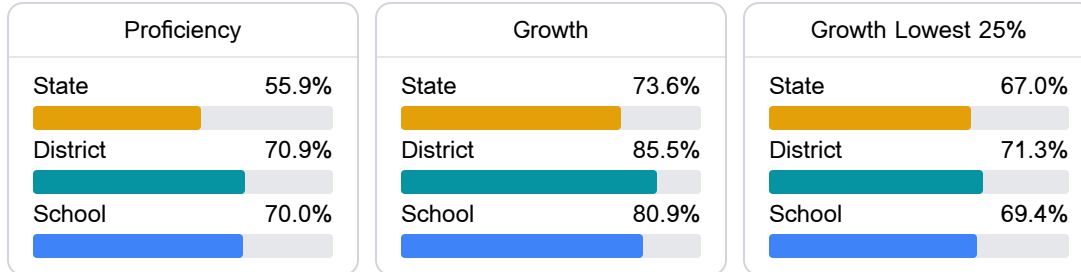 Proficiency
State 55.9%
District 70.9%
School 70.0%
Growth
State 73.6%
District 85.5%
School 80.9%
Growth Lowest 25%
State 67.0%
District 71.3%
School 69.4%